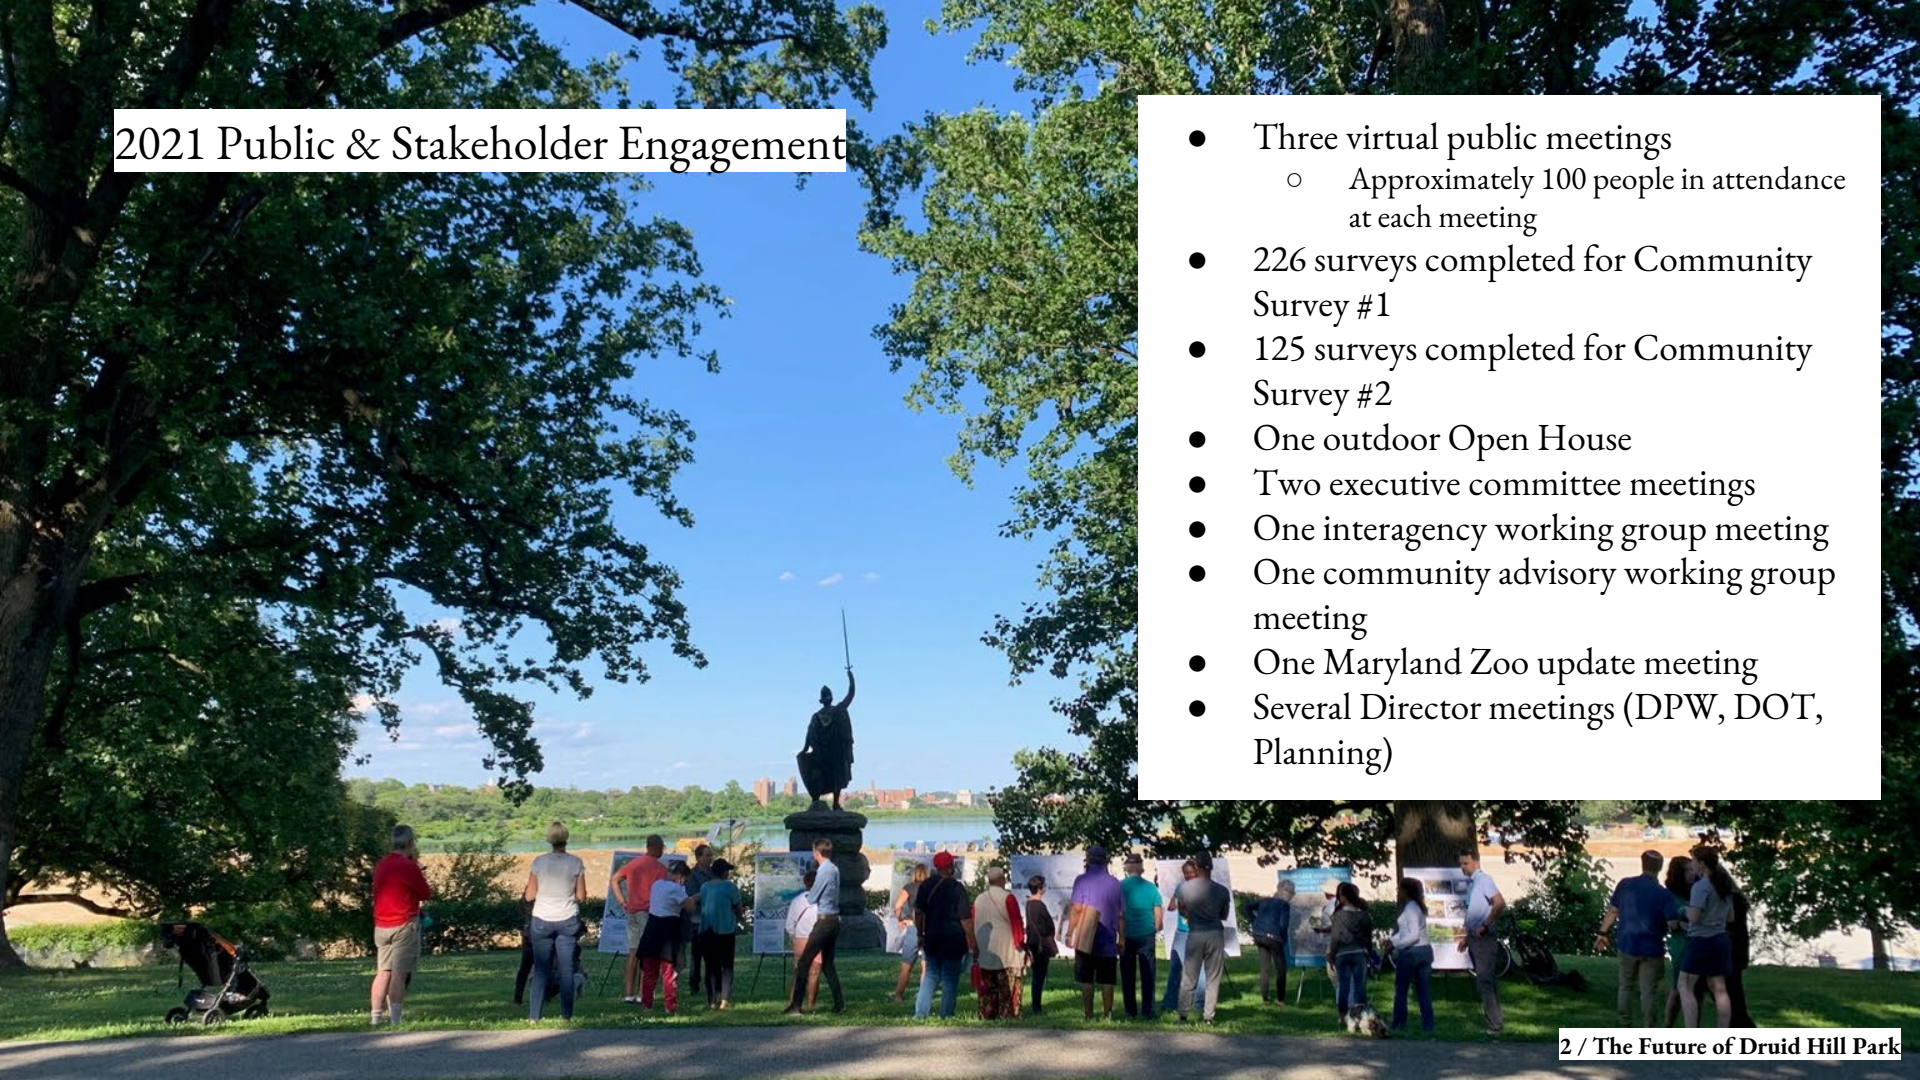 2021 Public & Stakeholder Engagement
● Three virtual public meetings
○ Approximately 100 people in attendance
at each meeting
● 226 surveys completed for Community
Survey #1
● 125 surveys completed for Community
Survey #2
● One outdoor Open House
● Two executive committee meetings
● One interagency working group meeting
● One community advisory working group
meeting
● One Maryland Zoo update meeting
● Several Director meetings (DPW, DOT,
Planning)
2 / The Future of Druid Hill Park